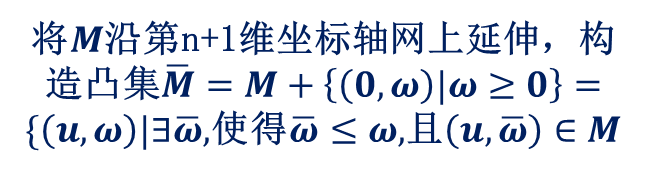 将M沿第n+1维坐标轴网上延伸，构
造凸集M̅ = M + {(0, ω)|ω ≥ 0} =
{(u, ω)|∃ω̅,使得ω̅ ≤ ω,且(u, ω̅) ∈ M